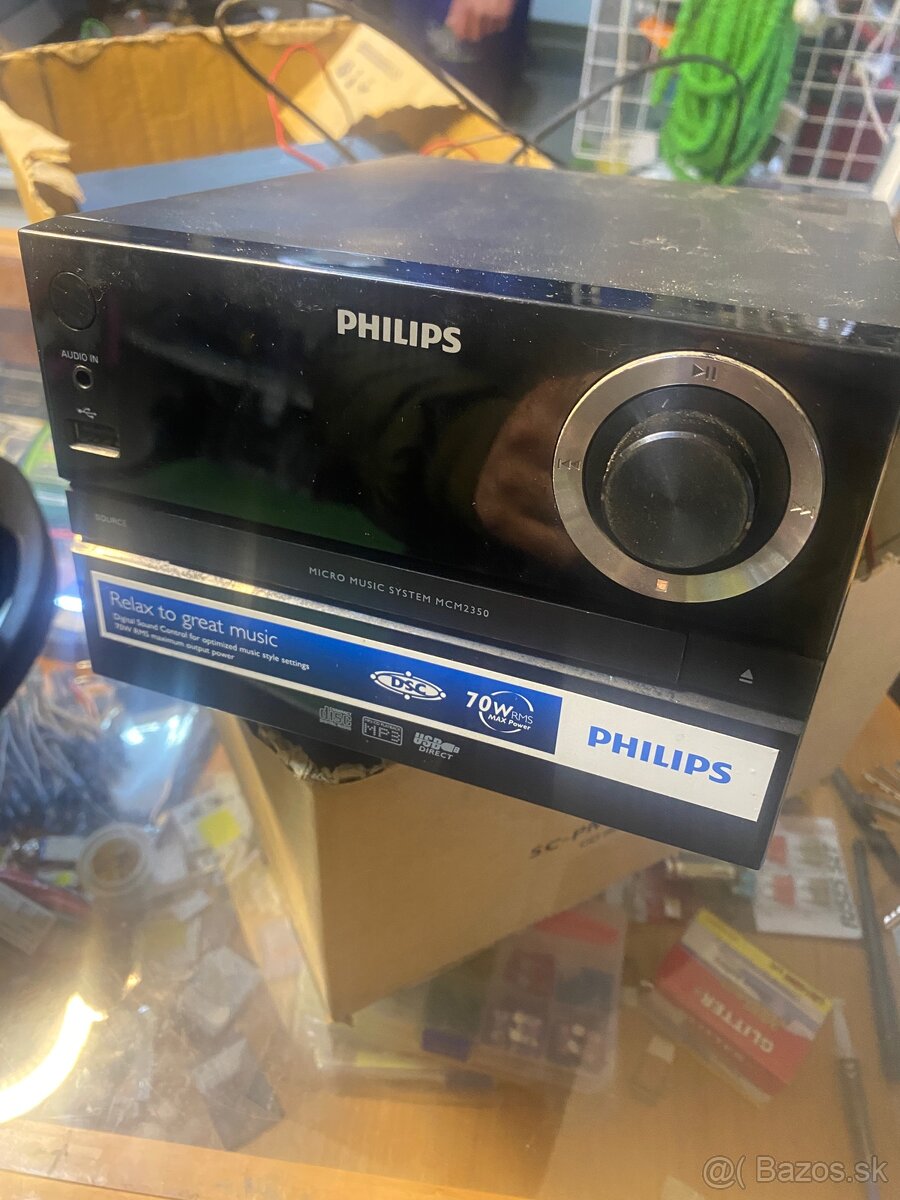 PHILIPS
AUDIO IN
SOURCE
MICRO MUSIC SYSTEM MCM2350
Relax to great music
Digital Sound Control for optimized music style settings
70W RMS maximum output power
DSC
70W RMS
MAX Power
PHILIPS
disc
MP3
USB
DIRECT
GLITTER
@( Bazos.sk